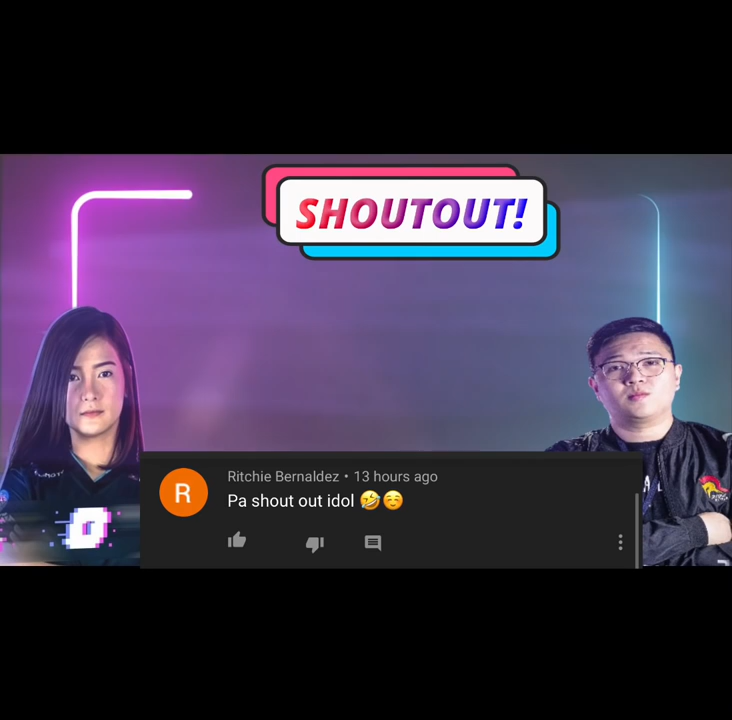 SHOUTOUT!
R
Ritchie Bernaldez • 13 hours ago
Pa shout out idol 🤣☺️